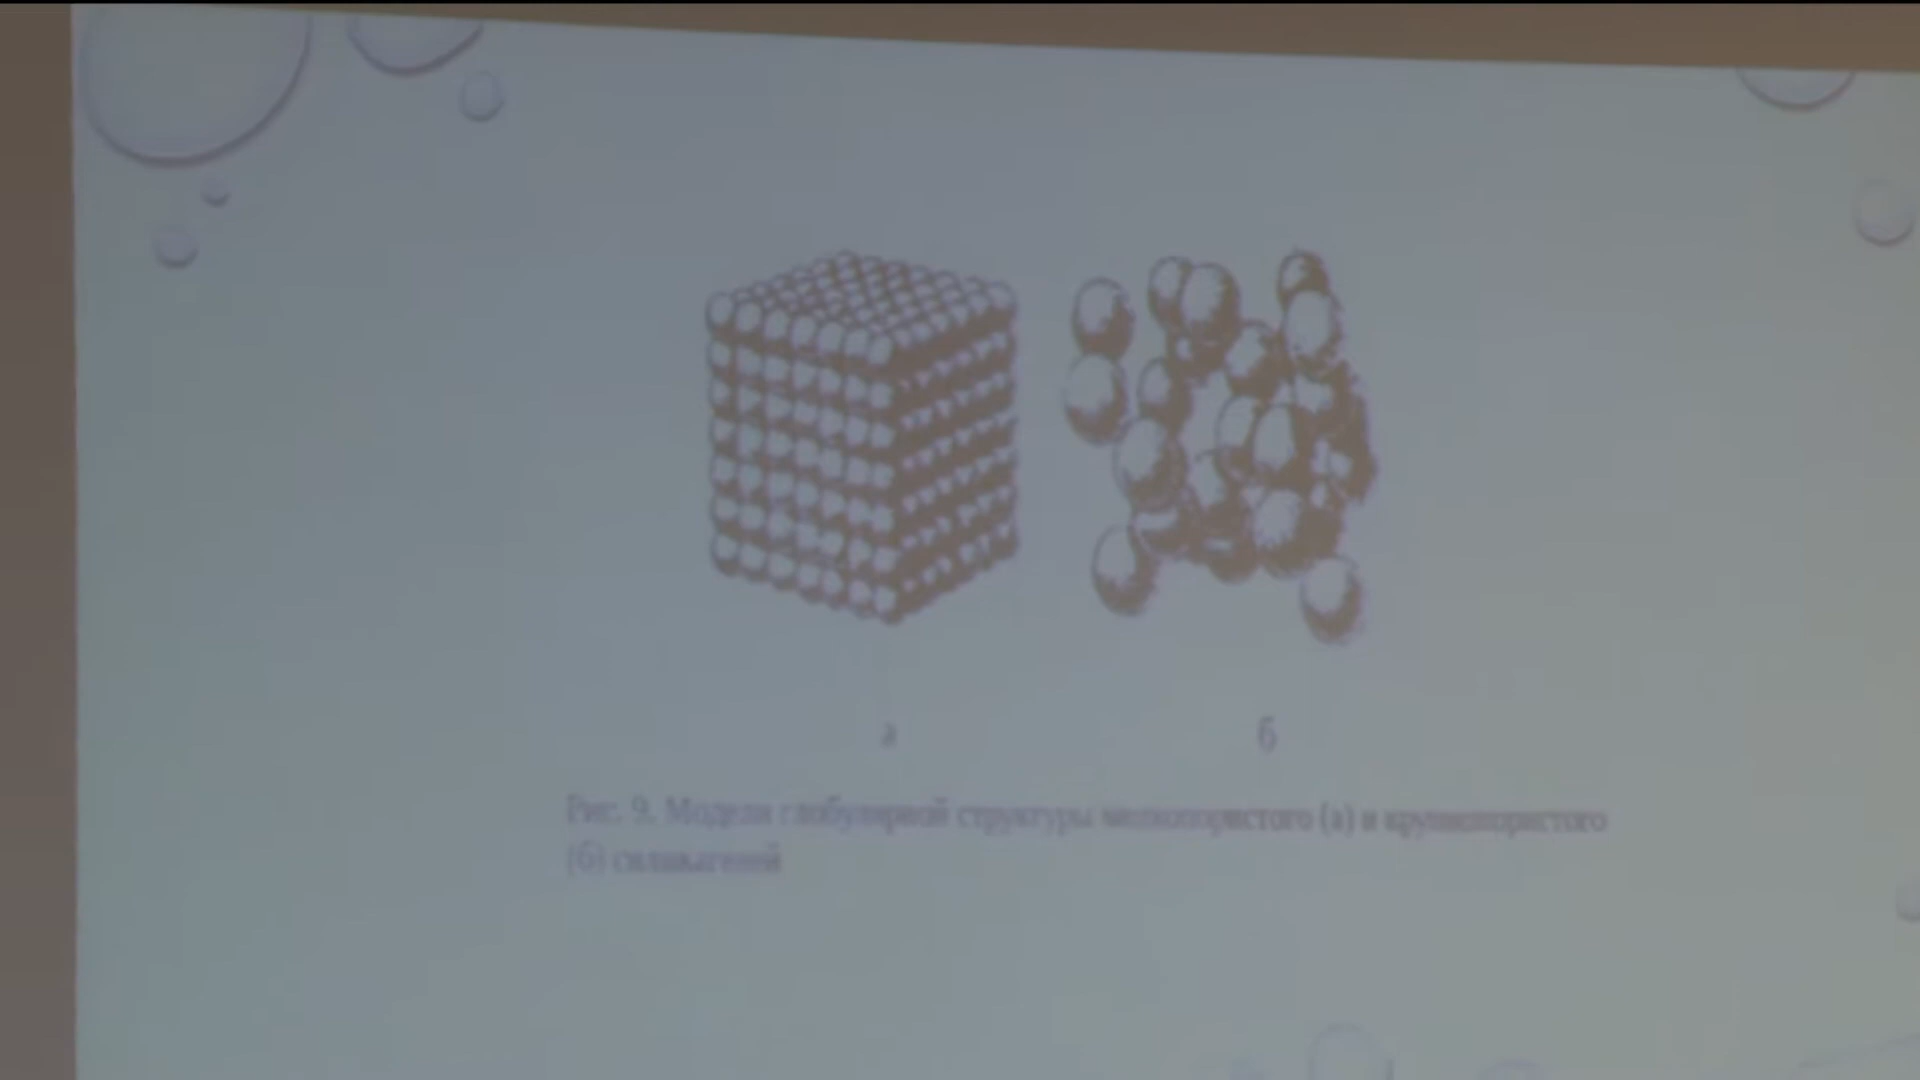 а
б
Рис. 9. Модели глобулярной структуры мелкопористого (а) и крупнопористого
(б) силикагелей